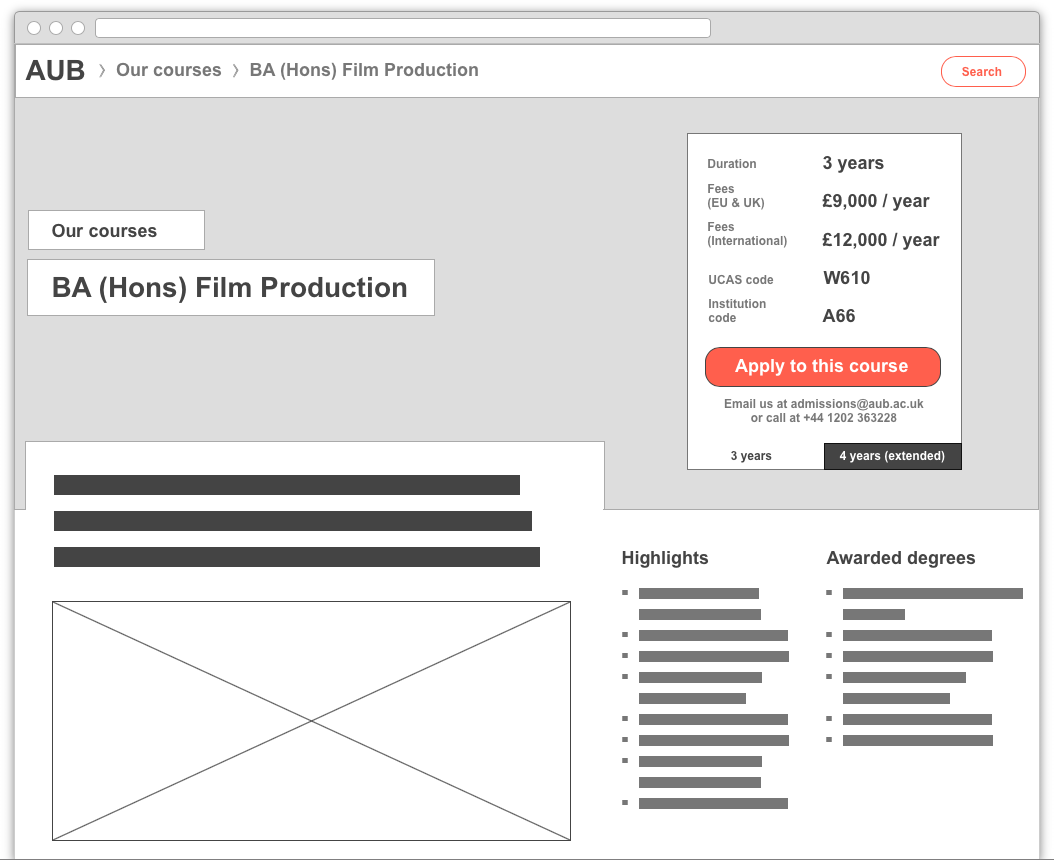 AUB › Our courses › BA (Hons) Film Production
Search
Our courses
BA (Hons) Film Production
Duration 3 years
Fees
(EU & UK) £9,000 / year
Fees
(International) £12,000 / year
UCAS code W610
Institution
code A66
Apply to this course
Email us at admissions@aub.ac.uk
or call at +44 1202 363228
3 years 4 years (extended)
Highlights
Awarded degrees